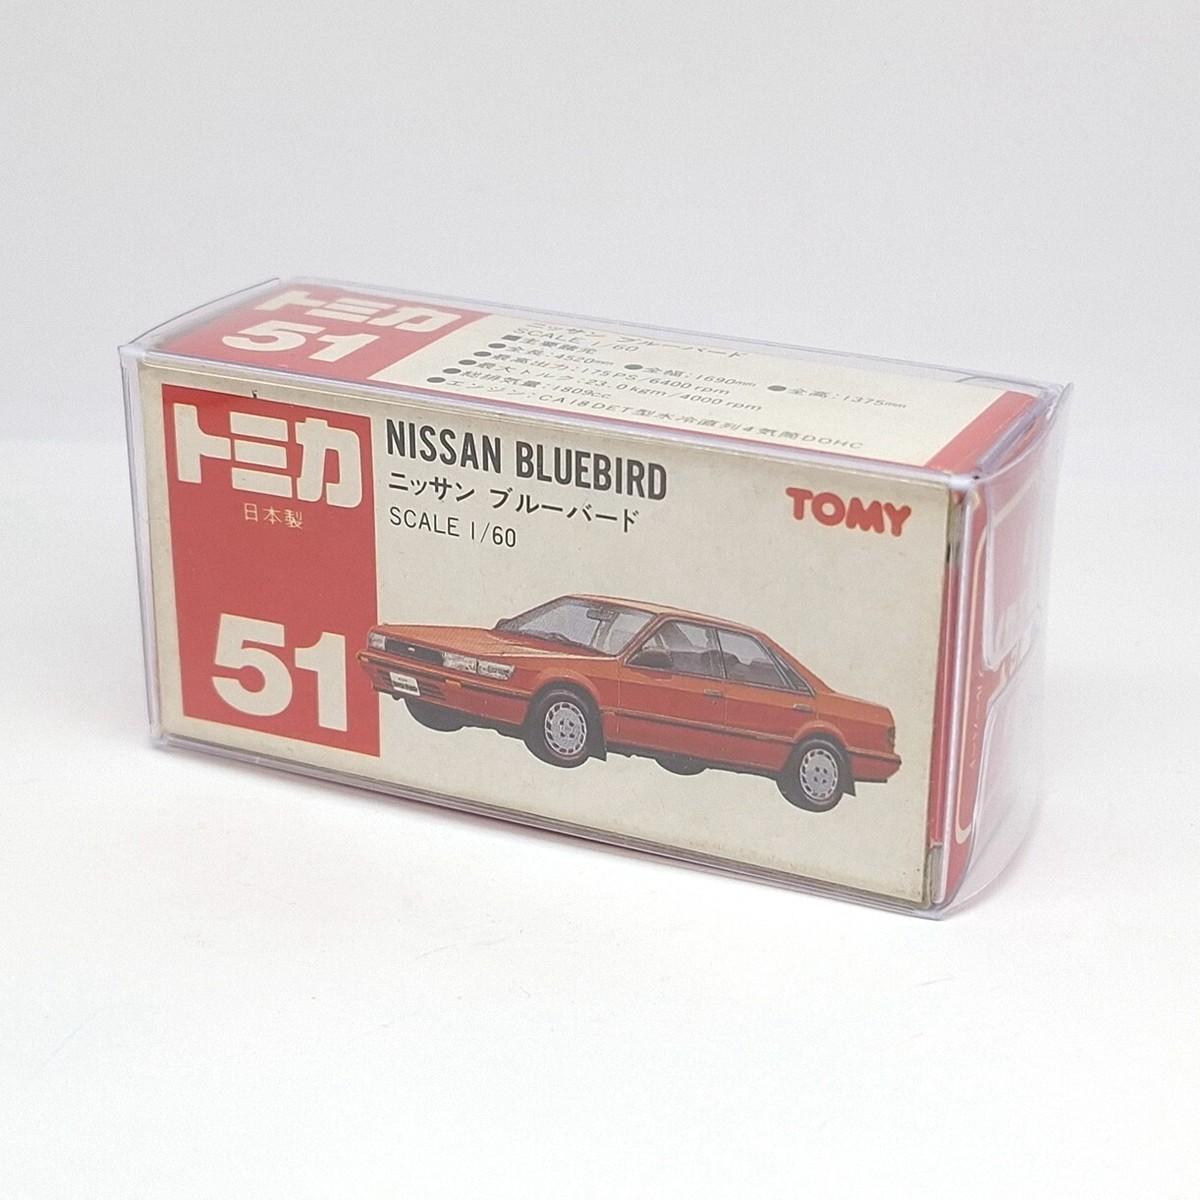 トミカ
51
ニッサン ブルーバード
SCALE 1/60
■主要諸元
●全長:4520mm ●全幅:1690mm ●全高:1375mm
●最高出力:175PS/6400rpm
●最大トルク:23.0kgm/4000rpm
●総排気量:1809cc
●エンジン:CA18DET型水冷直列4気筒DOHC
トミカ
日本製
51
NISSAN BLUEBIRD
ニッサン ブルーバード
SCALE 1/60
TOMY